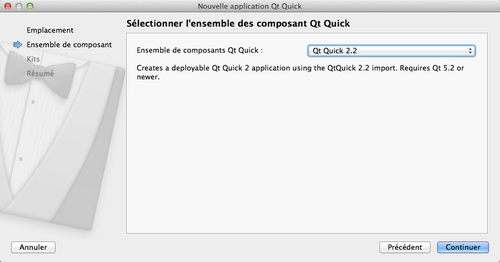 Nouvelle application Qt Quick
Emplacement
Ensemble de composant
Kits
Résumé
Sélectionner l'ensemble des composant Qt Quick
Ensemble de composants Qt Quick :
Qt Quick 2.2
Creates a deployable Qt Quick 2 application using the QtQuick 2.2 import. Requires Qt 5.2 or
newer.
Annuler
Précédent
Continuer